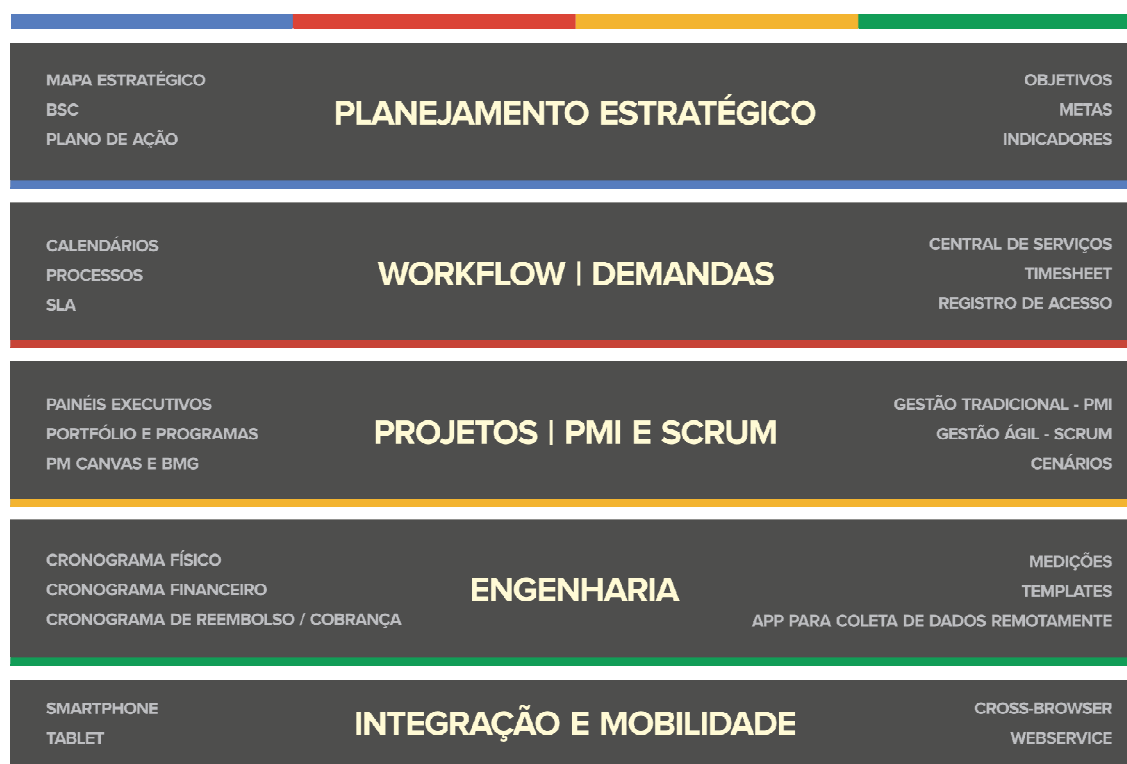 MAPA ESTRATÉGICO
BSC
PLANO DE AÇÃO
PLANEJAMENTO ESTRATÉGICO
OBJETIVOS
METAS
INDICADORES
CALENDÁRIOS
PROCESSOS
SLA
WORKFLOW | DEMANDAS
CENTRAL DE SERVIÇOS
TIMESHEET
REGISTRO DE ACESSO
PAINÉIS EXECUTIVOS
PORTFÓLIO E PROGRAMAS
PM CANVAS E BMG
PROJETOS | PMI E SCRUM
GESTÃO TRADICIONAL - PMI
GESTÃO ÁGIL - SCRUM
CENÁRIOS
CRONOGRAMA FÍSICO
CRONOGRAMA FINANCEIRO
CRONOGRAMA DE REEMBOLSO / COBRANÇA
ENGENHARIA
MEDIÇÕES
TEMPLATES
APP PARA COLETA DE DADOS REMOTAMENTE
SMARTPHONE
TABLET
INTEGRAÇÃO E MOBILIDADE
CROSS-BROWSER
WEBSERVICE